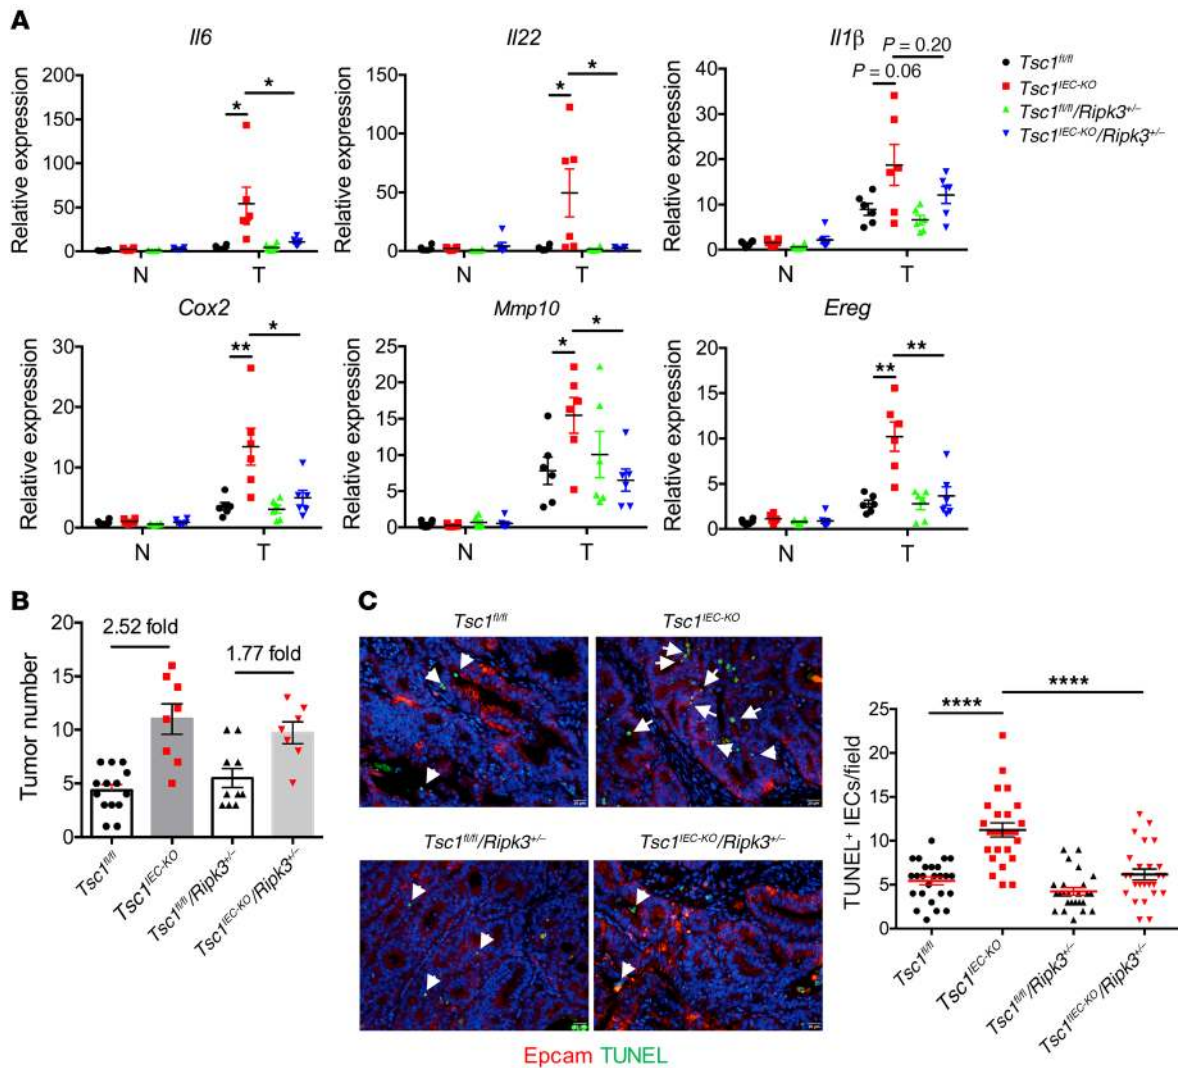 A
Il6
Il22
Il1β
P = 0.20
P = 0.06
Tsc1fl/fl
Tsc1IEC-KO
Tsc1fl/fl/Ripk3+/–
Tsc1IEC-KO/Ripk3+/–
Relative expression
200
150
100
50
0
*
*
N
T
Relative expression
150
100
50
0
*
*
N
T
Relative expression
40
30
20
10
0
N
T
Cox2
Mmp10
Ereg
Relative expression
30
20
10
0
**
*
N
T
Relative expression
25
20
15
10
5
0
*
*
N
T
Relative expression
20
15
10
5
0
**
**
N
T
B
Tumor number
20
15
10
5
0
2.52 fold
1.77 fold
Tsc1fl/fl
Tsc1IEC-KO
Tsc1fl/fl/Ripk3+/–
Tsc1IEC-KO/Ripk3+/–
C
Tsc1fl/fl
Tsc1IEC-KO
Tsc1fl/fl/Ripk3+/–
Tsc1IEC-KO/Ripk3+/–
Epcam TUNEL
TUNEL+ IECs/field
25
20
15
10
5
0
****
****
Tsc1fl/fl
Tsc1IEC-KO
Tsc1fl/fl/Ripk3+/–
Tsc1fIEC-KO/Ripk3+/–